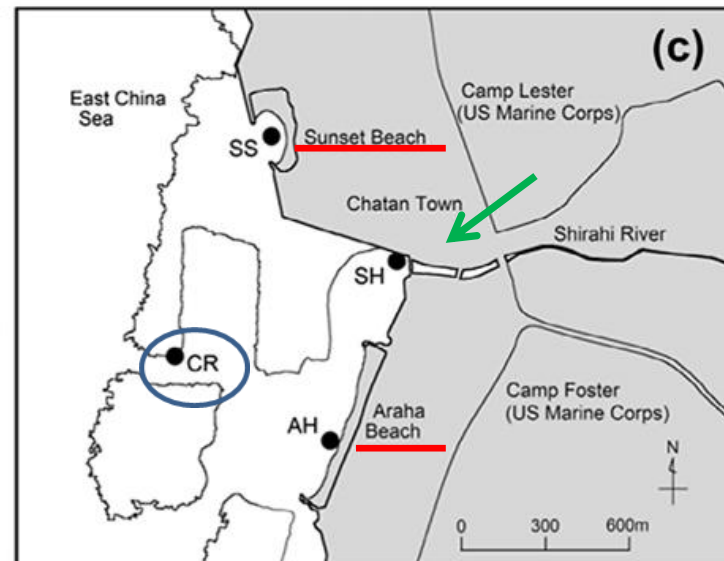 (c)
East China
Sea
Camp Lester
(US Marine Corps)
SS
Sunset Beach
Chatan Town
Shirahi River
SH
CR
Camp Foster
(US Marine Corps)
AH
Araha
Beach
N
0 300 600m